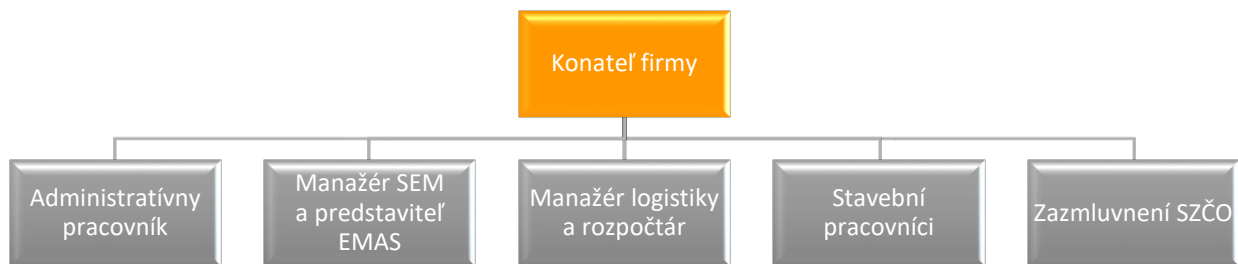 Konateľ firmy
Administratívny
pracovník
Manažér SEM
a predstaviteľ
EMAS
Manažér logistiky
a rozpočtár
Stavební
pracovníci
Zazmluvnení SZČO